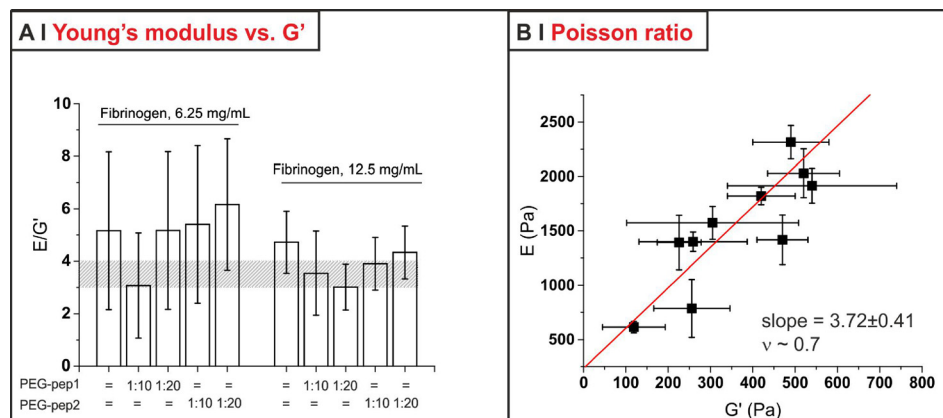 A I Young's modulus vs. G'
10
8
6
4
2
0
E/G'
Fibrinogen, 6.25 mg/mL
Fibrinogen, 12.5 mg/mL
PEG-pep1 = 1:10 1:20 = = = 1:10 1:20 = =
PEG-pep2 = = = 1:10 1:20 = = = 1:10 1:20
B I Poisson ratio
2500
2000
1500
1000
500
E (Pa)
slope = 3.72±0.41
ν ~ 0.7
0 100 200 300 400 500 600 700 800
G' (Pa)